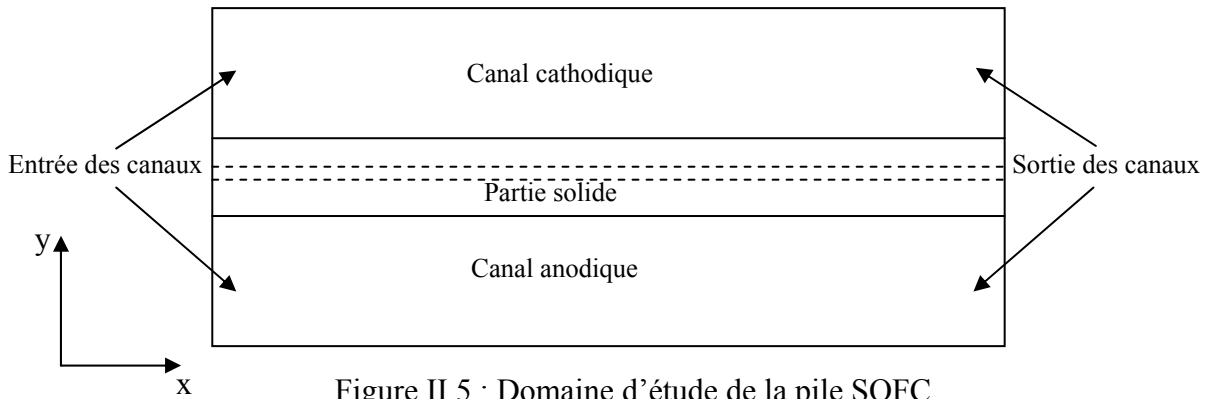 Canal cathodique
Entrée des canaux
Sortie des canaux
Partie solide
Canal anodique
y
x
Figure II.5 : Domaine d’étude de la pile SOFC